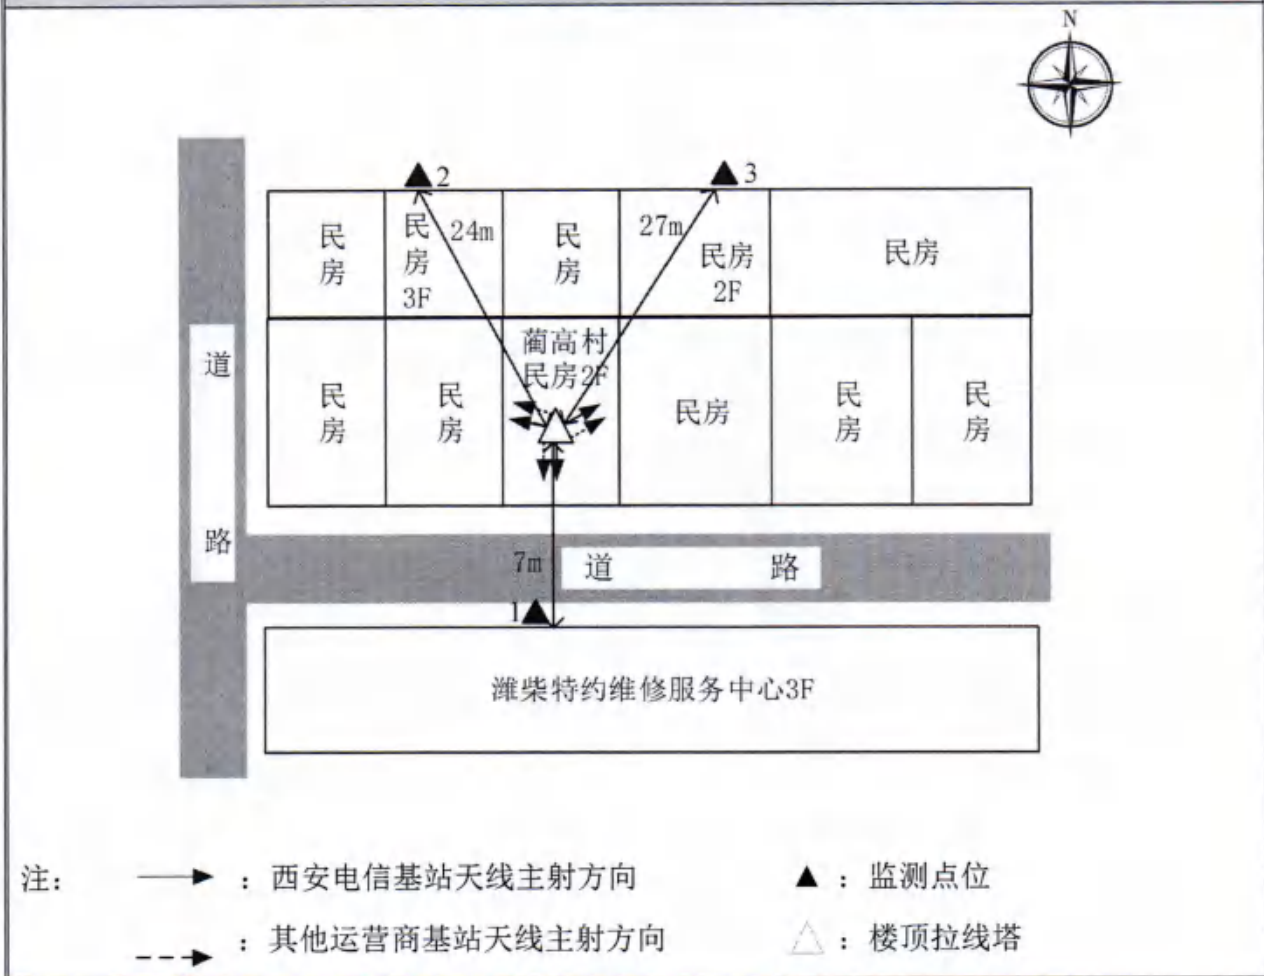 N
2
3
民房
民房3F
24m
民房
27m
民房2F
民房
道路
蔺高村
民房2F
民房
民房
民房
民房
民房
7m
道路
1
潍柴特约维修服务中心3F
注：
：西安电信基站天线主射方向
：监测点位
：其他运营商基站天线主射方向
：楼顶拉线塔